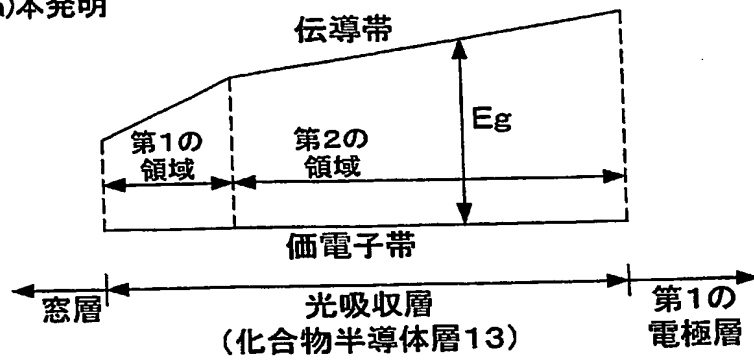 )本発明
伝導帯
Eg
第1の
領域
第2の
領域
価電子帯
窓層
光吸収層
(化合物半導体層13)
第1の
電極層